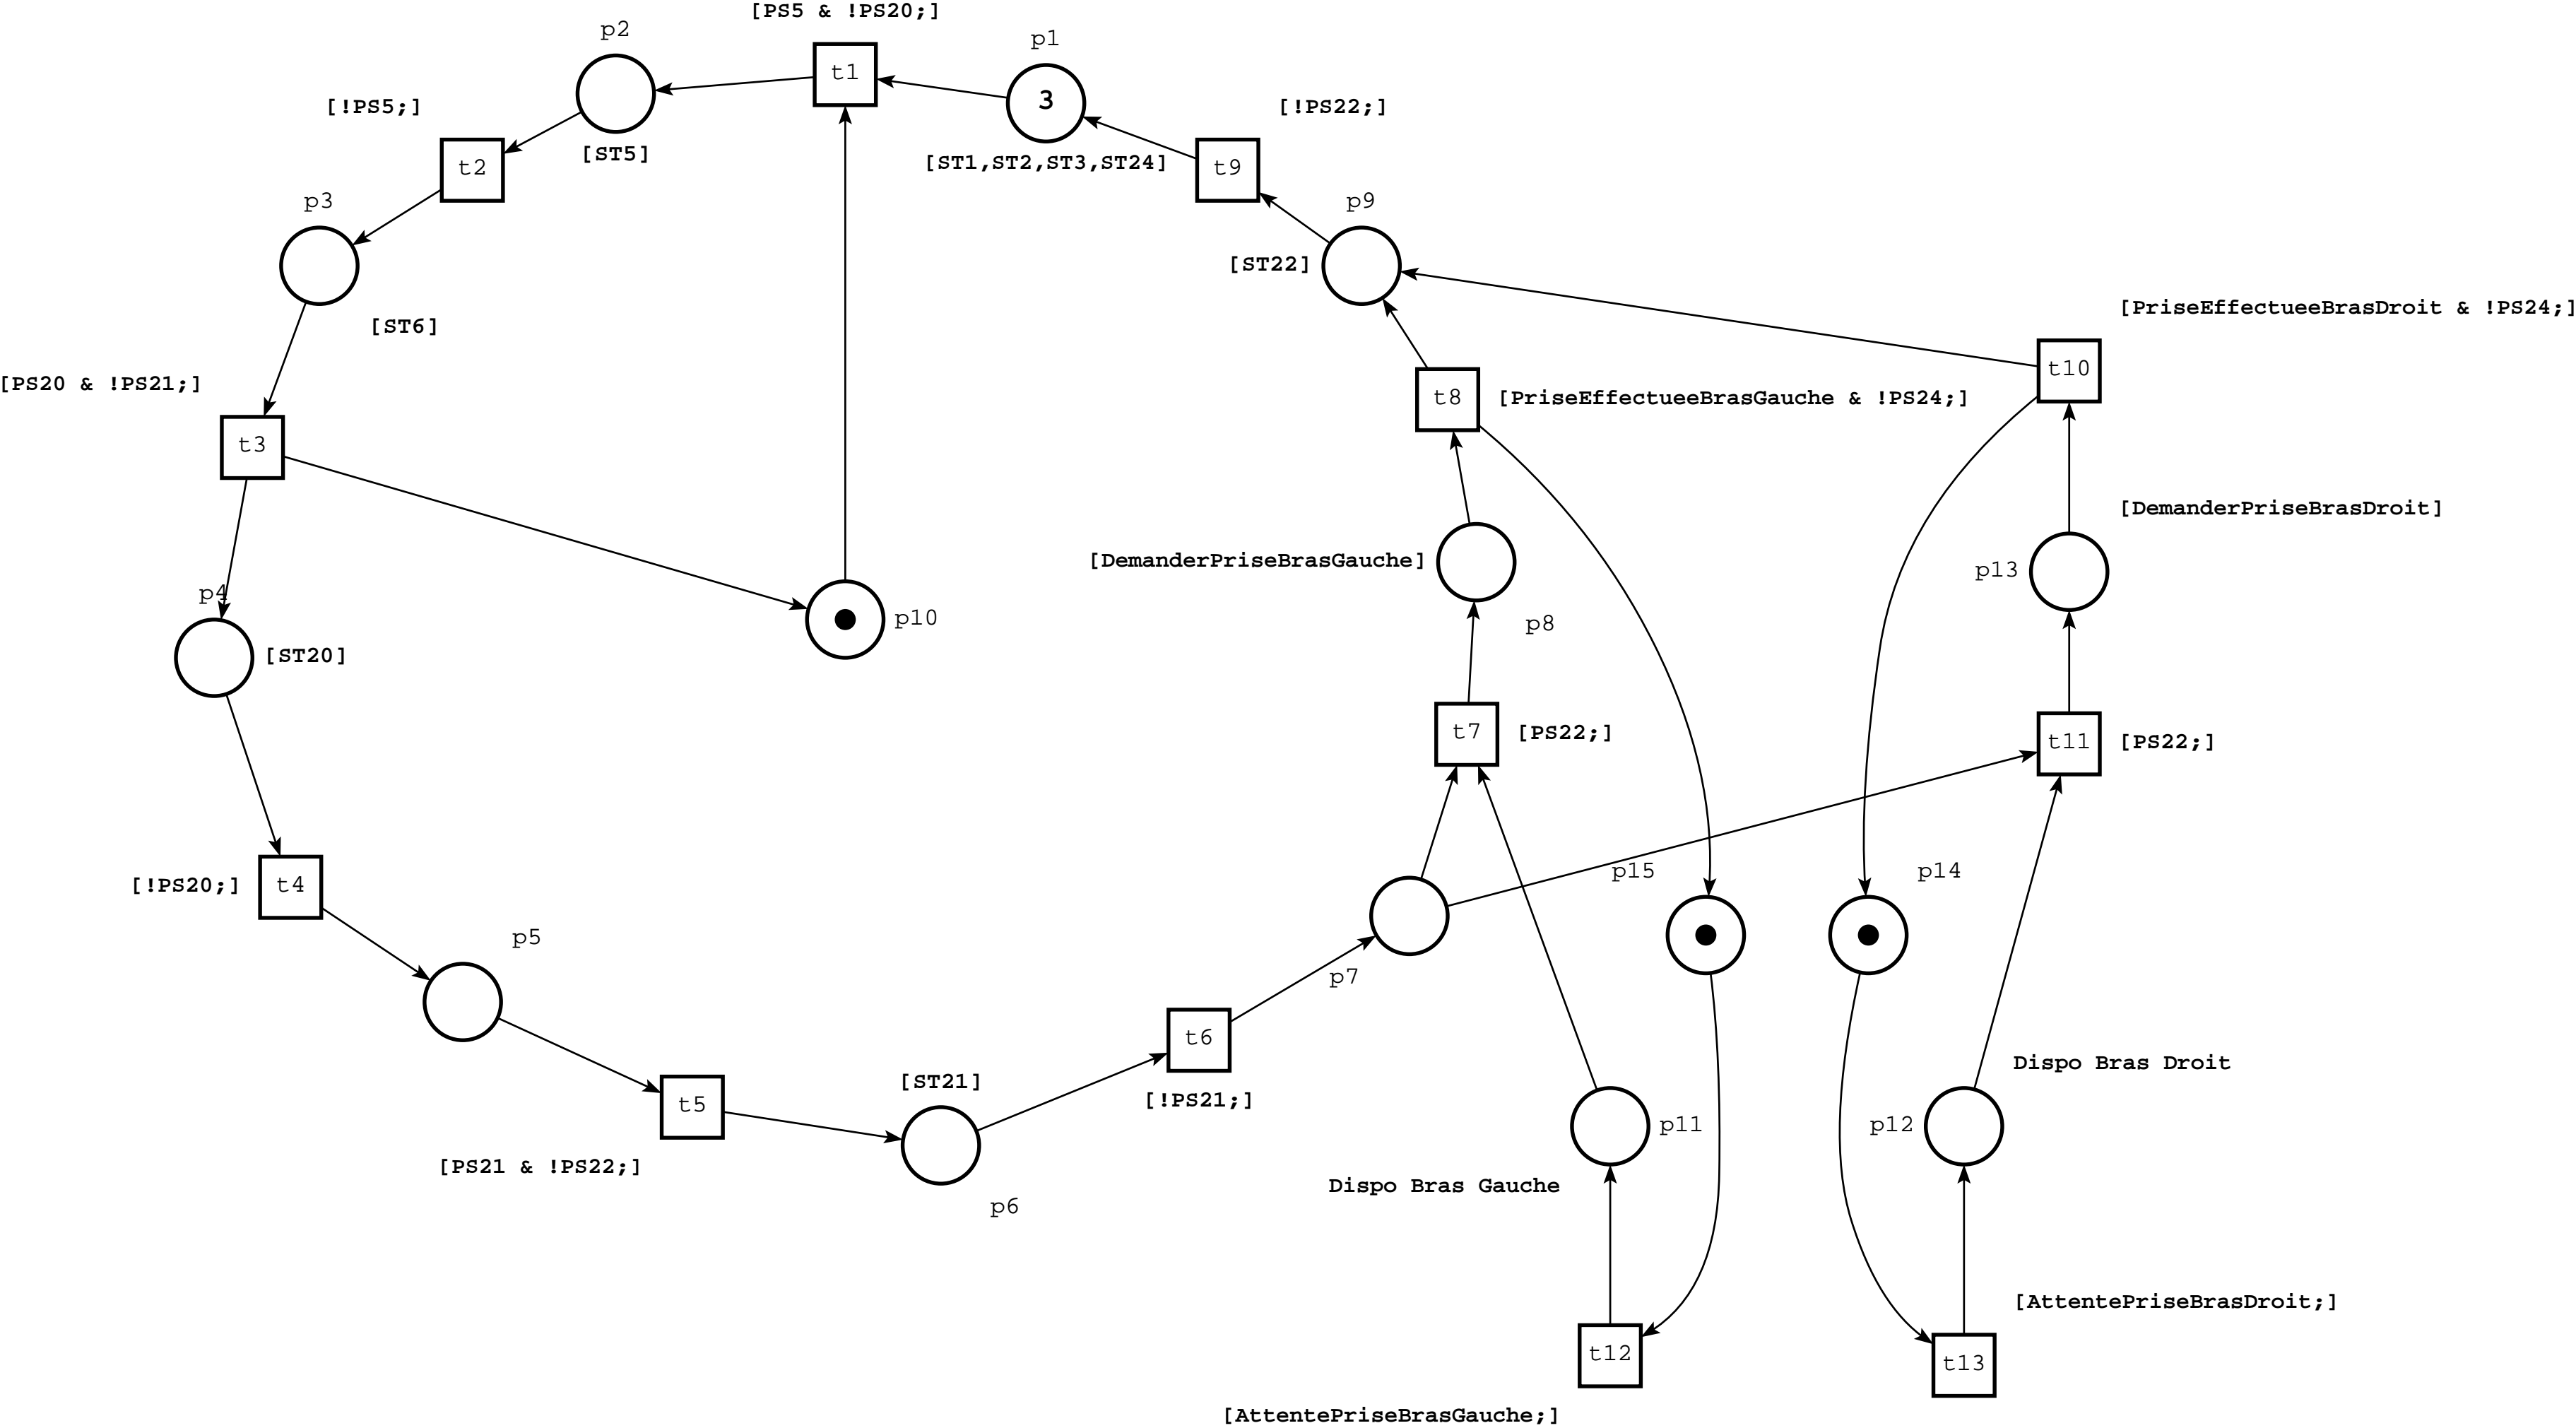 [PS5 & !PS20;]
p2
p1
t1
3
[!PS5;]
[!PS22;]
[ST5]
[ST1,ST2,ST3,ST24]
t2
t9
p3
p9
[ST22]
[PriseEffectueeBrasDroit & !PS24;]
[ST6]
t10
[PS20 & !PS21;]
t8
[PriseEffectueeBrasGauche & !PS24;]
t3
[DemanderPriseBrasDroit]
[DemanderPriseBrasGauche]
p13
p4
p10
p8
[ST20]
t7
[PS22;]
t11
[PS22;]
p15
p14
[!PS20;]
t4
p5
p7
t6
Dispo Bras Droit
[ST21]
t5
[!PS21;]
p11
p12
[PS21 & !PS22;]
Dispo Bras Gauche
p6
[AttentePriseBrasDroit;]
t12
t13
[AttentePriseBrasGauche;]